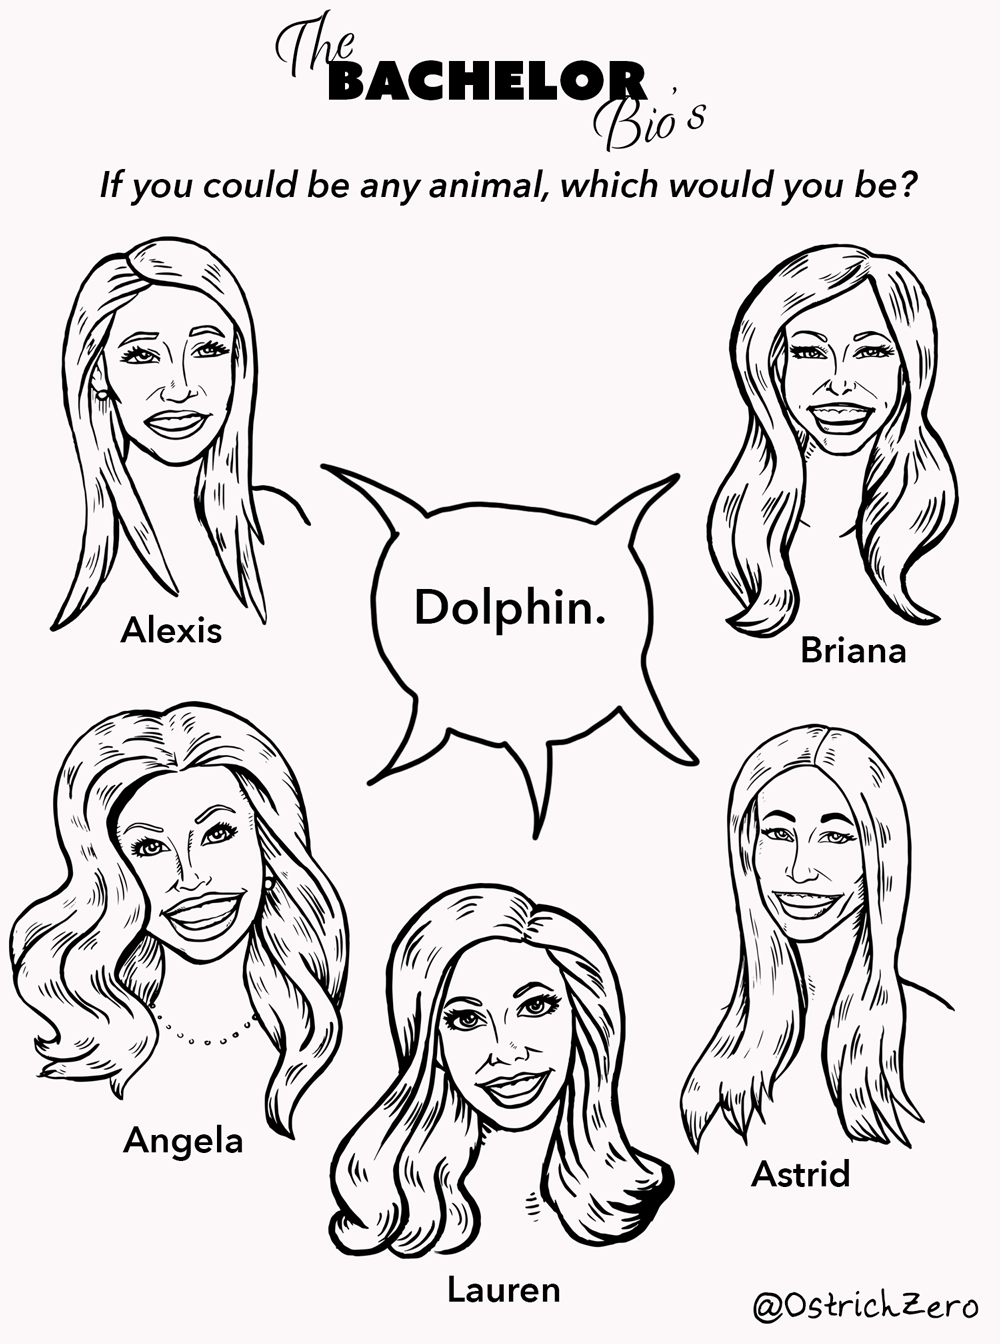 The
BACHELOR
Bio's
If you could be any animal, which would you be?
Dolphin.
Alexis
Briana
Angela
Astrid
Lauren
@OstrichZero